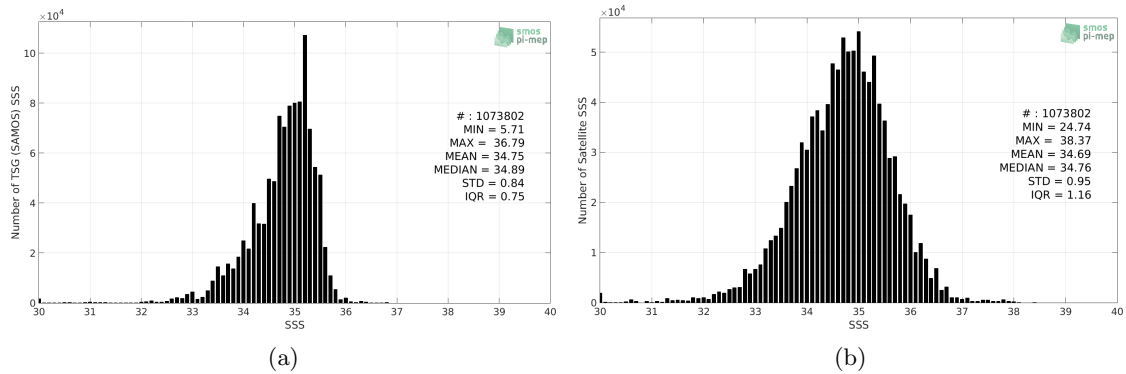 ×10⁴
smos
pi-mep
Number of TSG (SAMOS) SSS
10
8
6
4
2
0
# : 1073802
MIN = 5.71
MAX = 36.79
MEAN = 34.75
MEDIAN = 34.89
STD = 0.84
IQR = 0.75
30 31 32 33 34 35 36 37 38 39 40
SSS
(a)
×10⁴
smos
pi-mep
Number of Satellite SSS
5
4
3
2
1
0
# : 1073802
MIN = 24.74
MAX = 38.37
MEAN = 34.69
MEDIAN = 34.76
STD = 0.95
IQR = 1.16
30 31 32 33 34 35 36 37 38 39 40
SSS
(b)